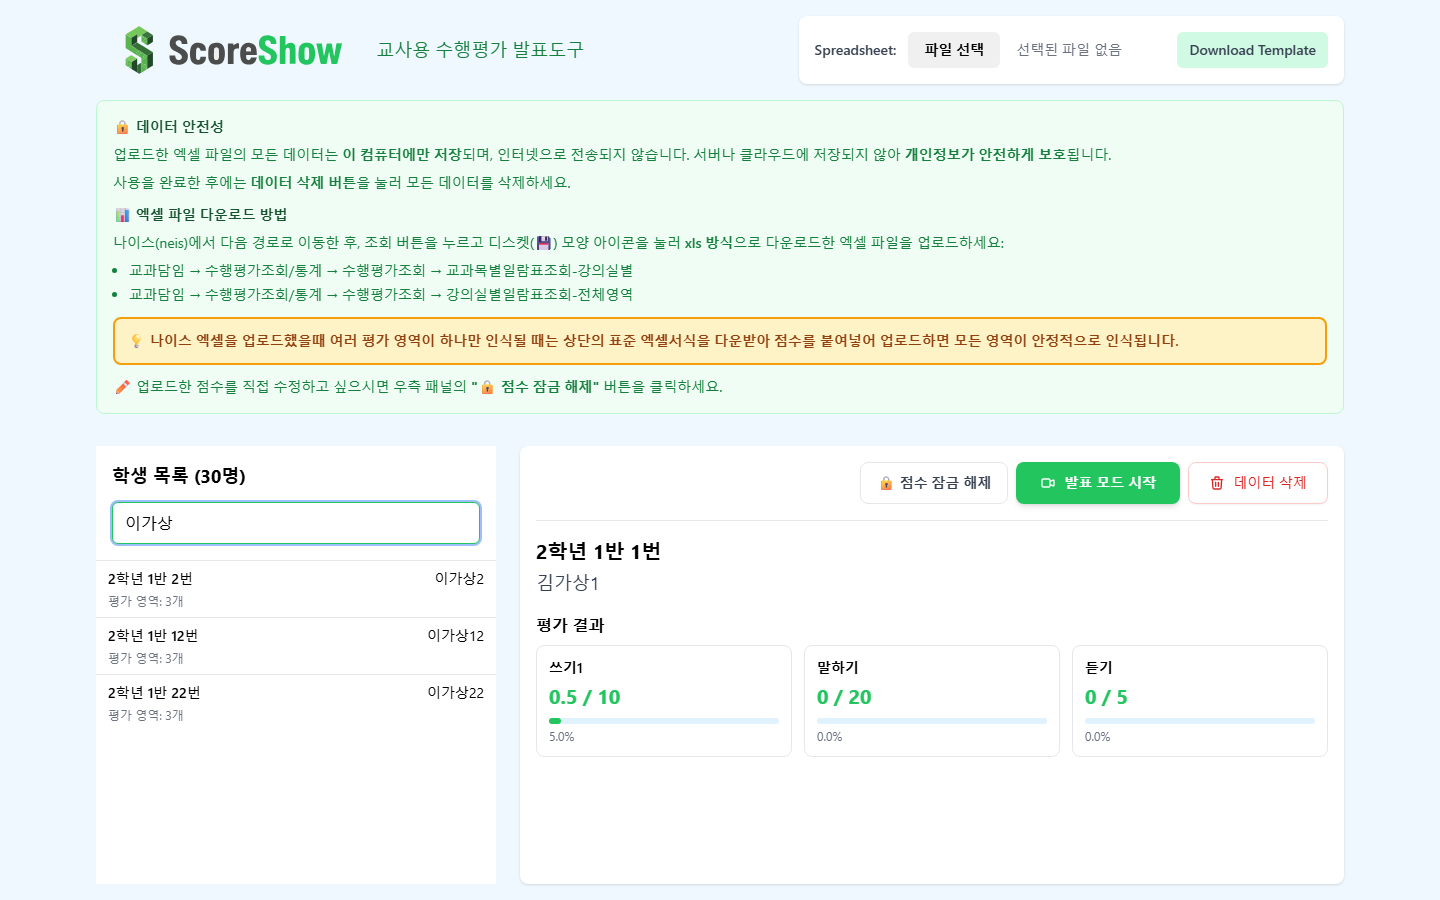 ScoreShow 교사용 수행평가 발표도구
Spreadsheet: 파일 선택 선택된 파일 없음 Download Template
🔒 데이터 안전성
업로드한 엑셀 파일의 모든 데이터는 이 컴퓨터에만 저장되며, 인터넷으로 전송되지 않습니다. 서버나 클라우드에 저장되지 않아 개인정보가 안전하게 보호됩니다.
사용을 완료한 후에는 데이터 삭제 버튼을 눌러 모든 데이터를 삭제하세요.
📊 엑셀 파일 다운로드 방법
나이스(neis)에서 다음 경로로 이동한 후, 조회 버튼을 누르고 디스켓(💾) 모양 아이콘을 눌러 xls 방식으로 다운로드한 엑셀 파일을 업로드하세요:
• 교과담임 → 수행평가조회/통계 → 수행평가조회 → 교과목별일람표조회-강의실별
• 교과담임 → 수행평가조회/통계 → 수행평가조회 → 강의실별일람표조회-전체영역
💡 나이스 엑셀을 업로드했을때 여러 평가 영역이 하나만 인식될 때는 상단의 표준 엑셀서식을 다운받아 점수를 붙여넣어 업로드하면 모든 영역이 안정적으로 인식됩니다.
✏️ 업로드한 점수를 직접 수정하고 싶으시면 우측 패널의 "🔒 점수 잠금 해제" 버튼을 클릭하세요.
학생 목록 (30명)
이가상
2학년 1반 2번 이가상2
평가 영역: 3개
2학년 1반 12번 이가상12
평가 영역: 3개
2학년 1반 22번 이가상22
평가 영역: 3개
🔒 점수 잠금 해제 발표 모드 시작 데이터 삭제
2학년 1반 1번
김가상1
평가 결과
쓰기1
0.5 / 10
5.0%
말하기
0 / 20
0.0%
듣기
0 / 5
0.0%